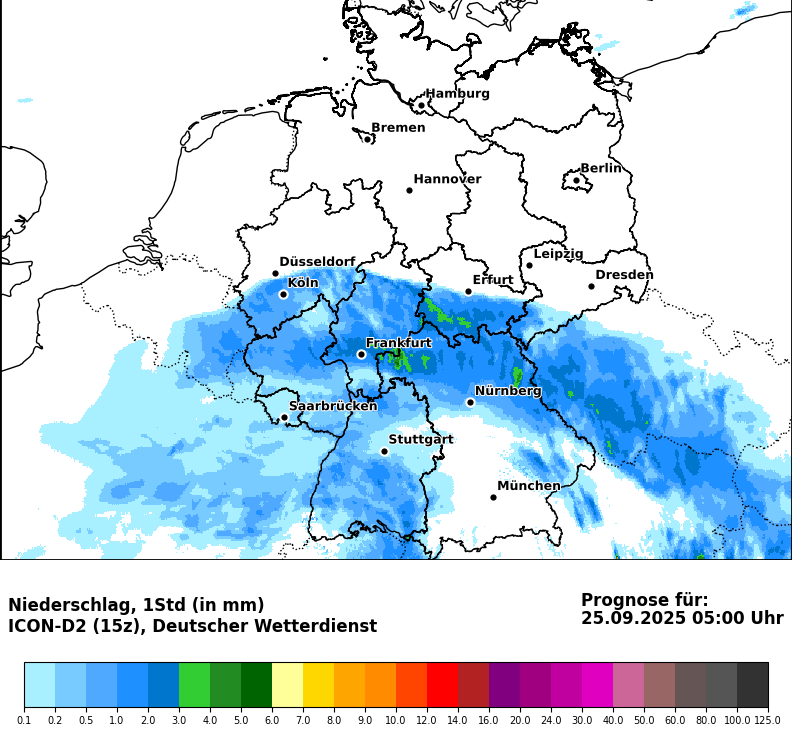 Hamburg
Bremen
Berlin
Hannover
Leipzig
Düsseldorf
Dresden
Erfurt
Köln
Frankfurt
Nürnberg
Saarbrücken
Stuttgart
München
Niederschlag, 1Std (in mm)
ICON-D2 (15z), Deutscher Wetterdienst
Prognose für:
25.09.2025 05:00 Uhr
0.1 0.2 0.5 1.0 2.0 3.0 4.0 5.0 6.0 7.0 8.0 9.0 10.0 12.0 14.0 16.0 20.0 24.0 30.0 40.0 50.0 60.0 80.0 100.0 125.0